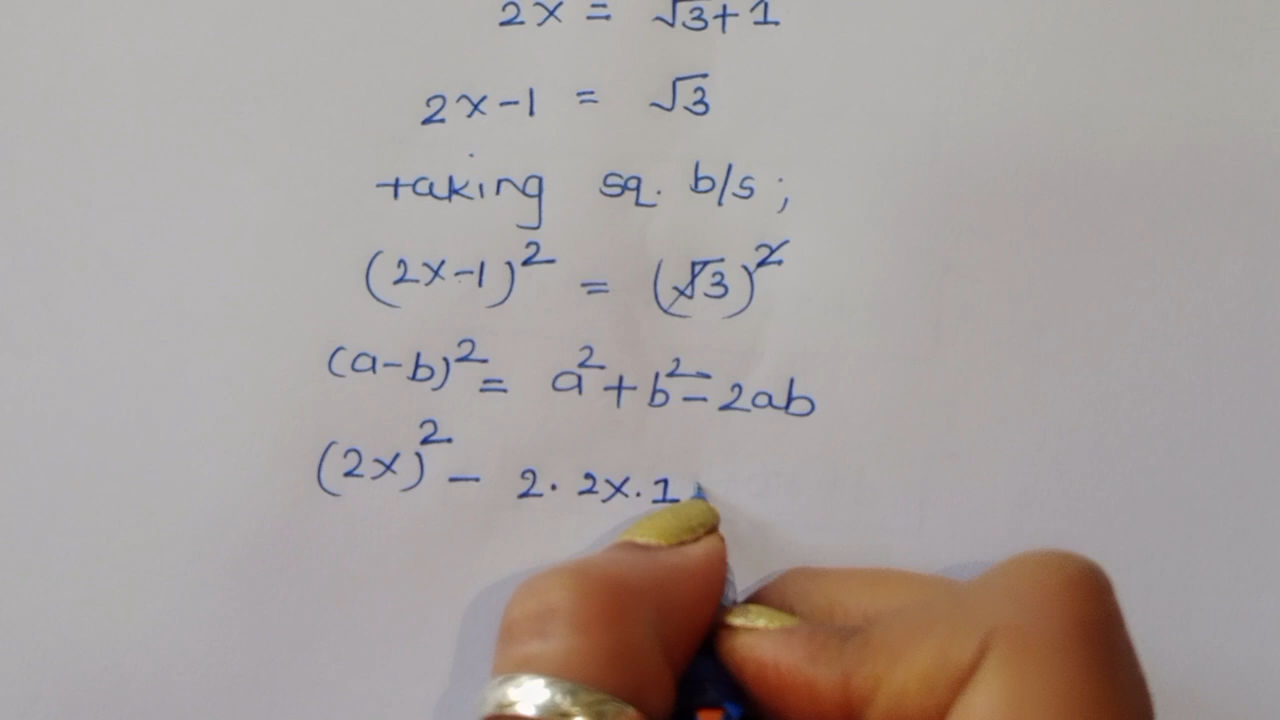 2x = √3+1
2x-1 = √3
taking sq. b/s;
(2x-1)² = (√3)²
(a-b)² = a²+b²-2ab
(2x)² - 2. 2x.1